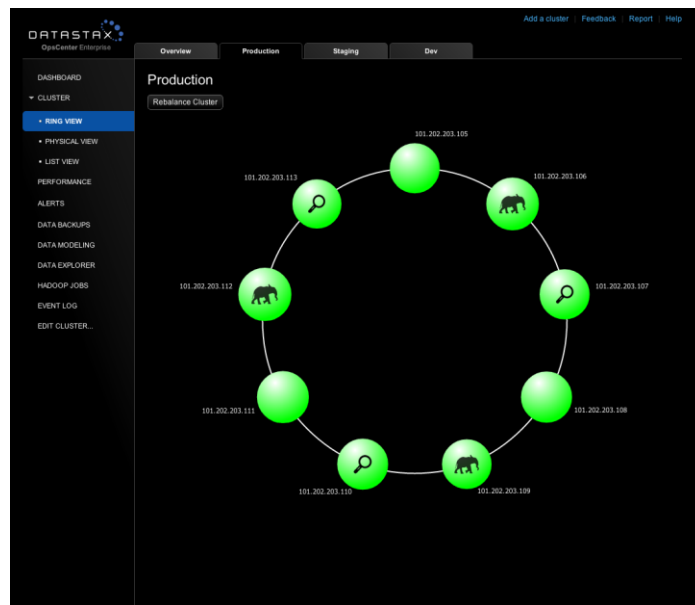 Add a cluster | Feedback | Report | Help
DATASTAX
OpsCenter Enterprise
Overview
Production
Staging
Dev
DASHBOARD
CLUSTER
• RING VIEW
• PHYSICAL VIEW
• LIST VIEW
PERFORMANCE
ALERTS
DATA BACKUPS
DATA MODELING
DATA EXPLORER
HADOOP JOBS
EVENT LOG
EDIT CLUSTER...
Production
Rebalance Cluster
101.202.203.105
101.202.203.106
101.202.203.107
101.202.203.108
101.202.203.109
101.202.203.110
101.202.203.111
101.202.203.112
101.202.203.113